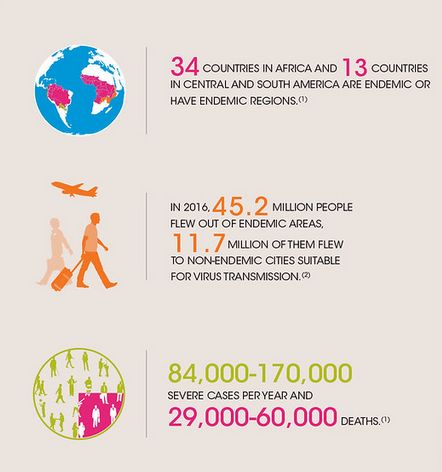 34 COUNTRIES IN AFRICA AND 13 COUNTRIES
IN CENTRAL AND SOUTH AMERICA ARE ENDEMIC OR
HAVE ENDEMIC REGIONS.(1)
IN 2016, 45.2 MILLION PEOPLE
FLEW OUT OF ENDEMIC AREAS,
11.7 MILLION OF THEM FLEW
TO NON-ENDEMIC CITIES SUITABLE
FOR VIRUS TRANSMISSION.(2)
84,000-170,000
SEVERE CASES PER YEAR AND
29,000-60,000 DEATHS.(1)